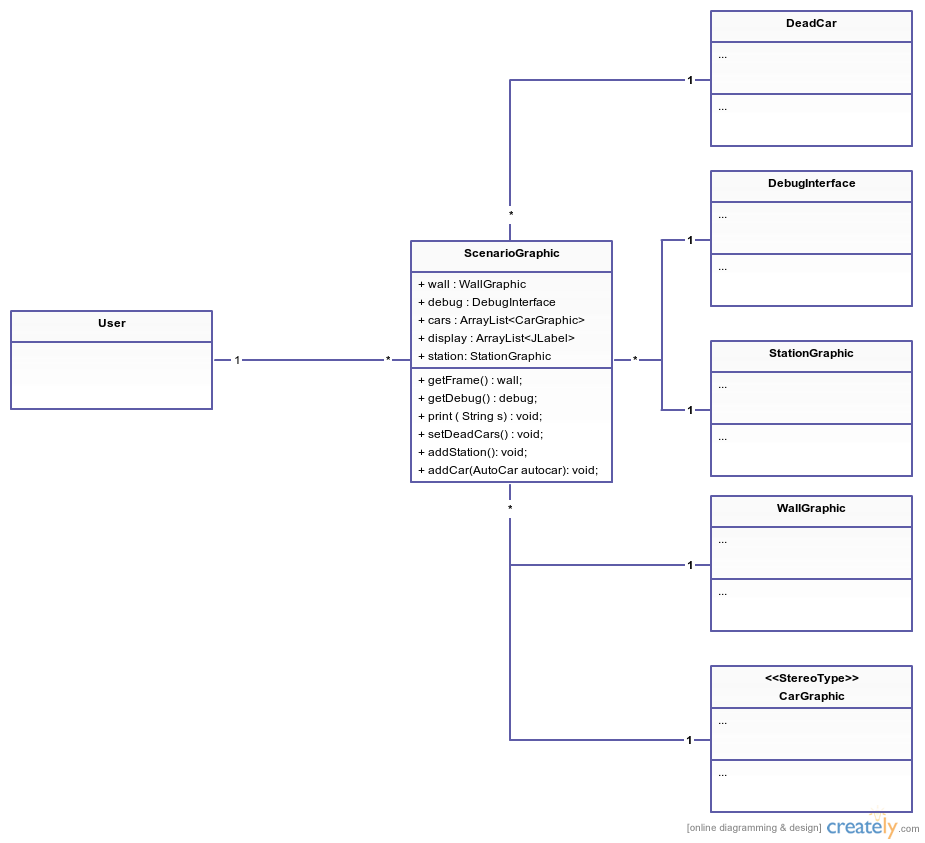 DeadCar
...
...
1
*
DebugInterface
...
...
1
ScenarioGraphic
+ wall : WallGraphic
+ debug : DebugInterface
+ cars : ArrayList<CarGraphic>
+ display : ArrayList<JLabel>
+ station: StationGraphic
+ getFrame() : wall;
+ getDebug() : debug;
+ print ( String s) : void;
+ setDeadCars() : void;
+ addStation(): void;
+ addCar(AutoCar autocar): void;
User
1
*
*
StationGraphic
...
...
1
*
WallGraphic
...
...
1
<<StereoType>>
CarGraphic
...
...
1
[online diagramming & design] creately.com